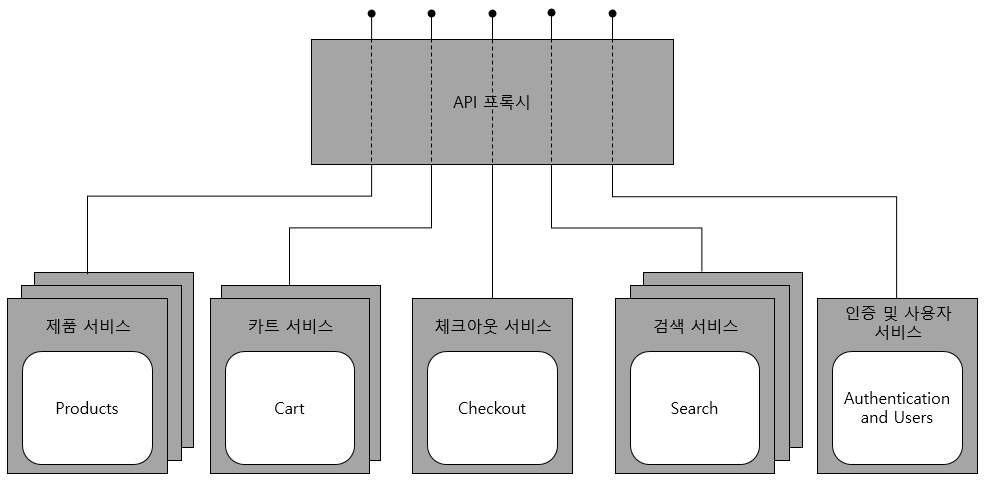 API 포록시
제품 서비스
카트 서비스
체크아웃 서비스
검색 서비스
인증 및 사용자
서비스
Products
Cart
Checkout
Search
Authentication
and Users